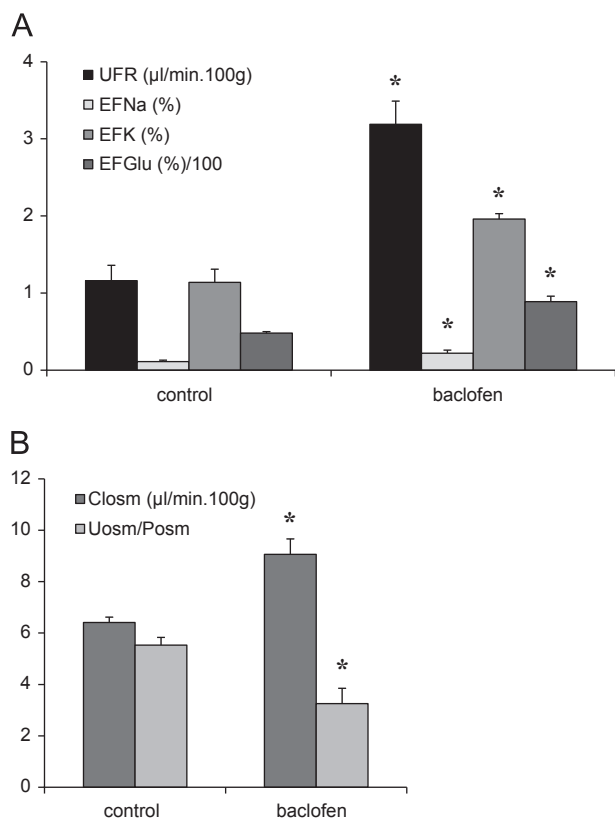 A
4
3
2
1
0
UFR (µl/min.100g)
EFNa (%)
EFK (%)
EFGlu (%)/100
*
*
*
*
control baclofen
B
12
10
8
6
4
2
0
Closm (µl/min.100g)
Uosm/Posm
*
*
control baclofen